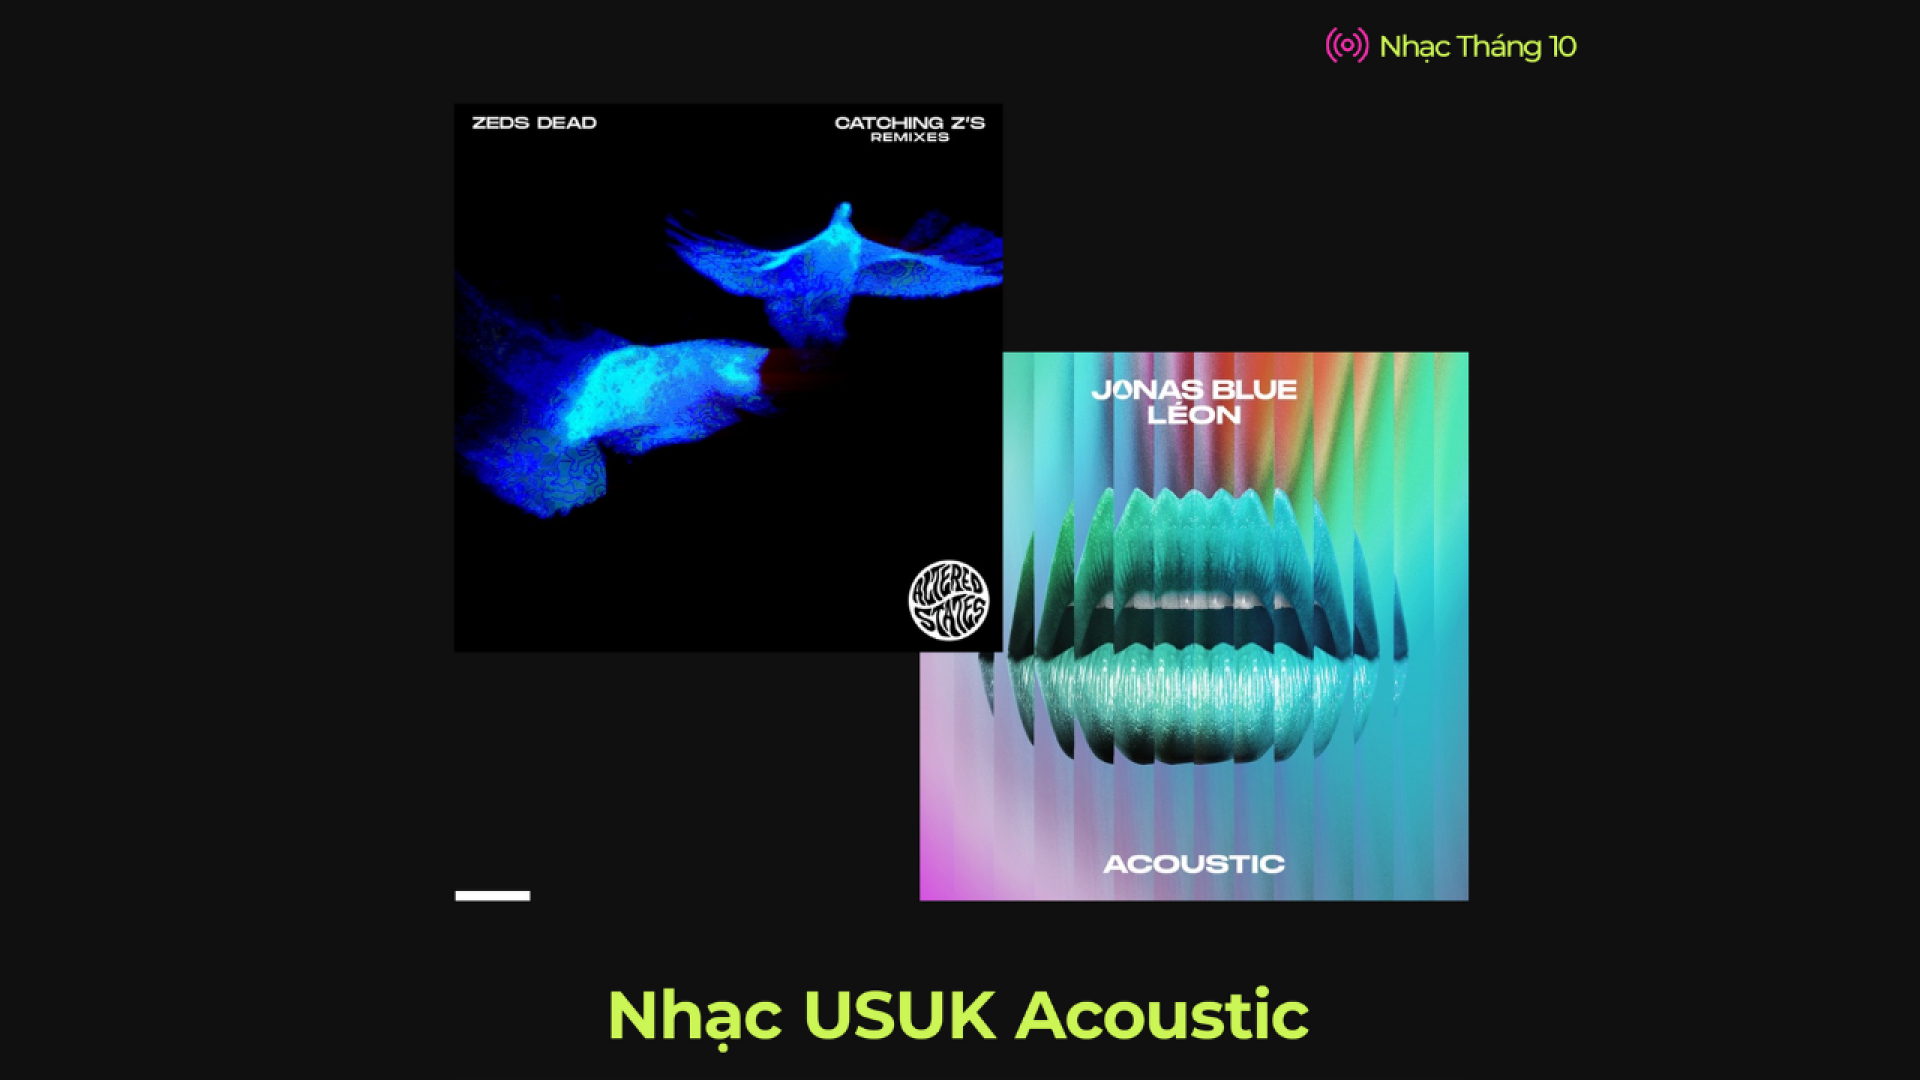 Nhạc Tháng 10
ZEDS DEAD
CATCHING Z'S
REMIXES
JONAS BLUE
LÉON
ALTERED
STATES
ACOUSTIC
Nhạc USUK Acoustic